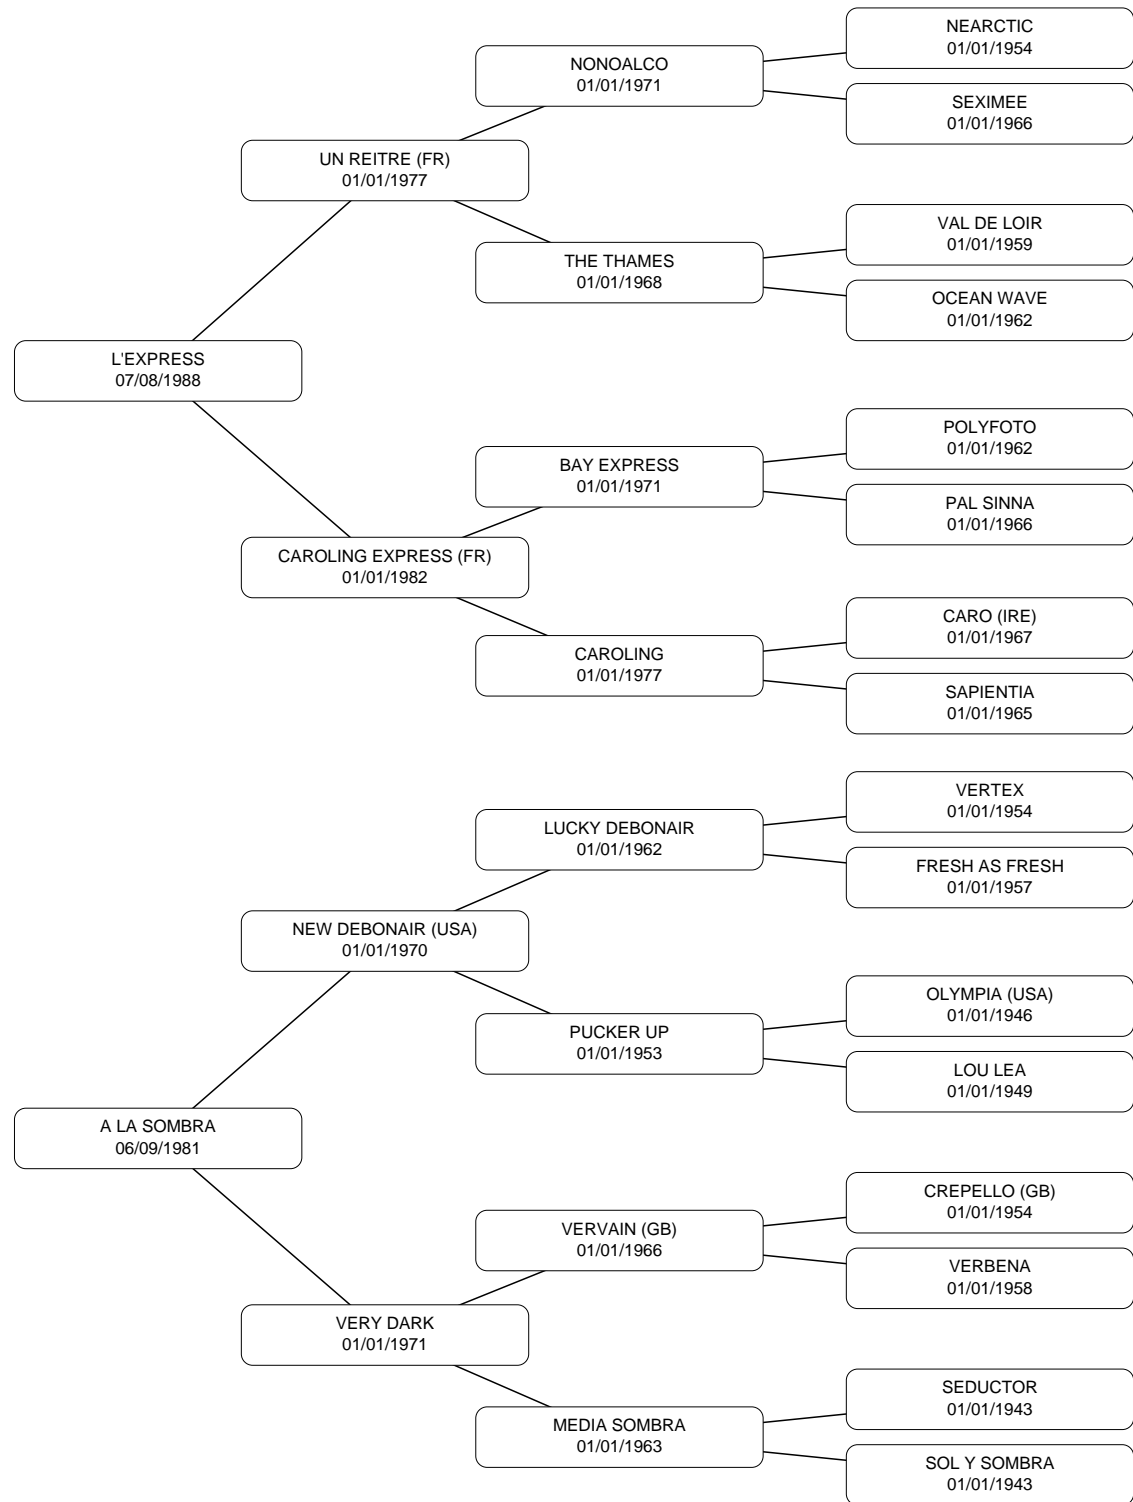 NEARCTIC
01/01/1954
NONOALCO
01/01/1971
SEXIMEE
01/01/1966
UN REITRE (FR)
01/01/1977
VAL DE LOIR
01/01/1959
THE THAMES
01/01/1968
OCEAN WAVE
01/01/1962
L'EXPRESS
07/08/1988
POLYFOTO
01/01/1962
BAY EXPRESS
01/01/1971
PAL SINNA
01/01/1966
CAROLING EXPRESS (FR)
01/01/1982
CARO (IRE)
01/01/1967
CAROLING
01/01/1977
SAPIENTIA
01/01/1965
VERTEX
01/01/1954
LUCKY DEBONAIR
01/01/1962
FRESH AS FRESH
01/01/1957
NEW DEBONAIR (USA)
01/01/1970
OLYMPIA (USA)
01/01/1946
PUCKER UP
01/01/1953
LOU LEA
01/01/1949
A LA SOMBRA
06/09/1981
CREPELLO (GB)
01/01/1954
VERVAIN (GB)
01/01/1966
VERBENA
01/01/1958
VERY DARK
01/01/1971
SEDUCTOR
01/01/1943
MEDIA SOMBRA
01/01/1963
SOL Y SOMBRA
01/01/1943